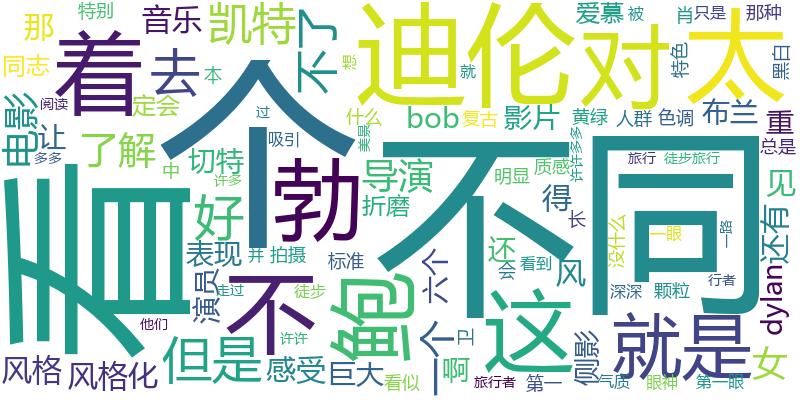 特别 音乐 凯特 不了 迪伦 对 太 爱慕 被 肖 只是 那种
那 着 去 个 想 特色 黑白
同志 本 就
阅读 定会 过 什么 bob 复古 影片 黄绿 人群 色调 布兰 重
电影 让 了解 吸引 美景 许许多多 总是
多多 中 切特 勃 导演 明显 质感 旅行 徒步旅行 见
看 许多 好 折磨 不同 得 长 没什么 一眼 一路 还有
表现 并 拍摄 标准 还 会 看到 风 行者
演员 走过 徒步 不 鲍 六个 深深 颗粒 dylan
他们 但是 许许 一个 卫 这 侧影 就是
风格 风格化 感受 巨大 看似 啊 女
旅行者 第一 气质 眼神 第一眼